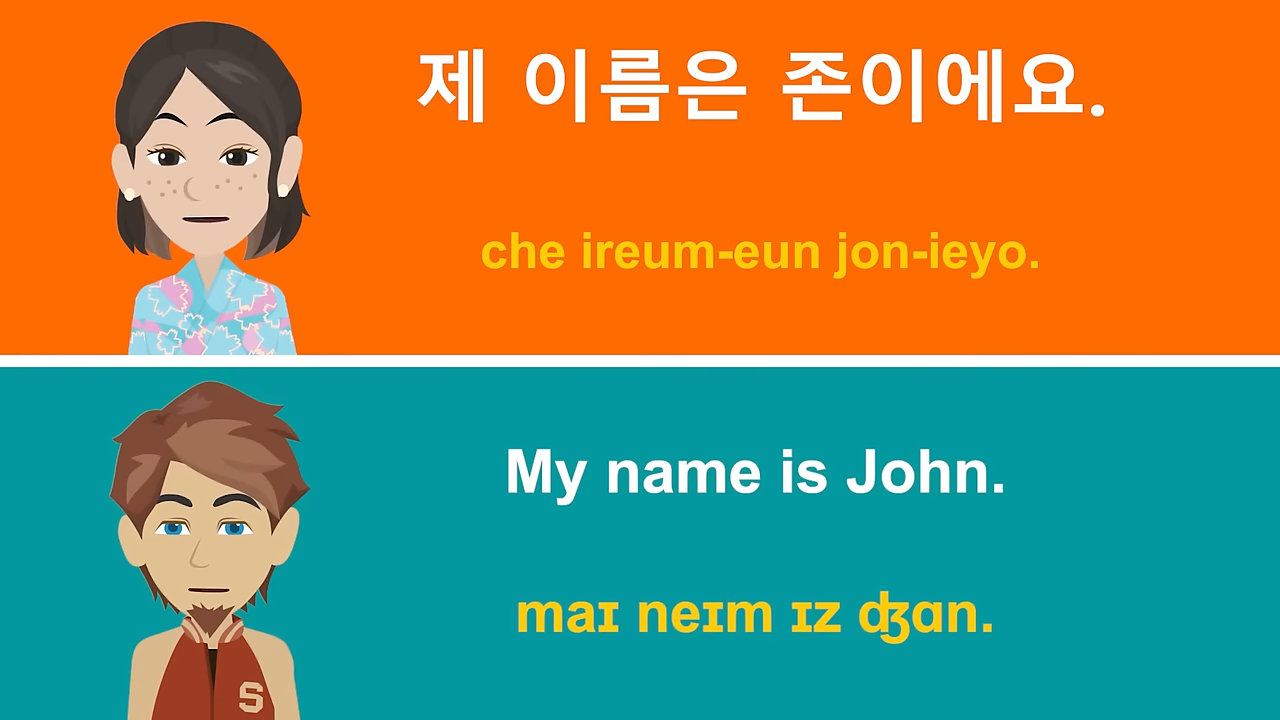 제 이름은 존이에요.
che ireum-eun jon-ieyo.
My name is John.
maɪ neɪm ɪz ʤɑn.
S